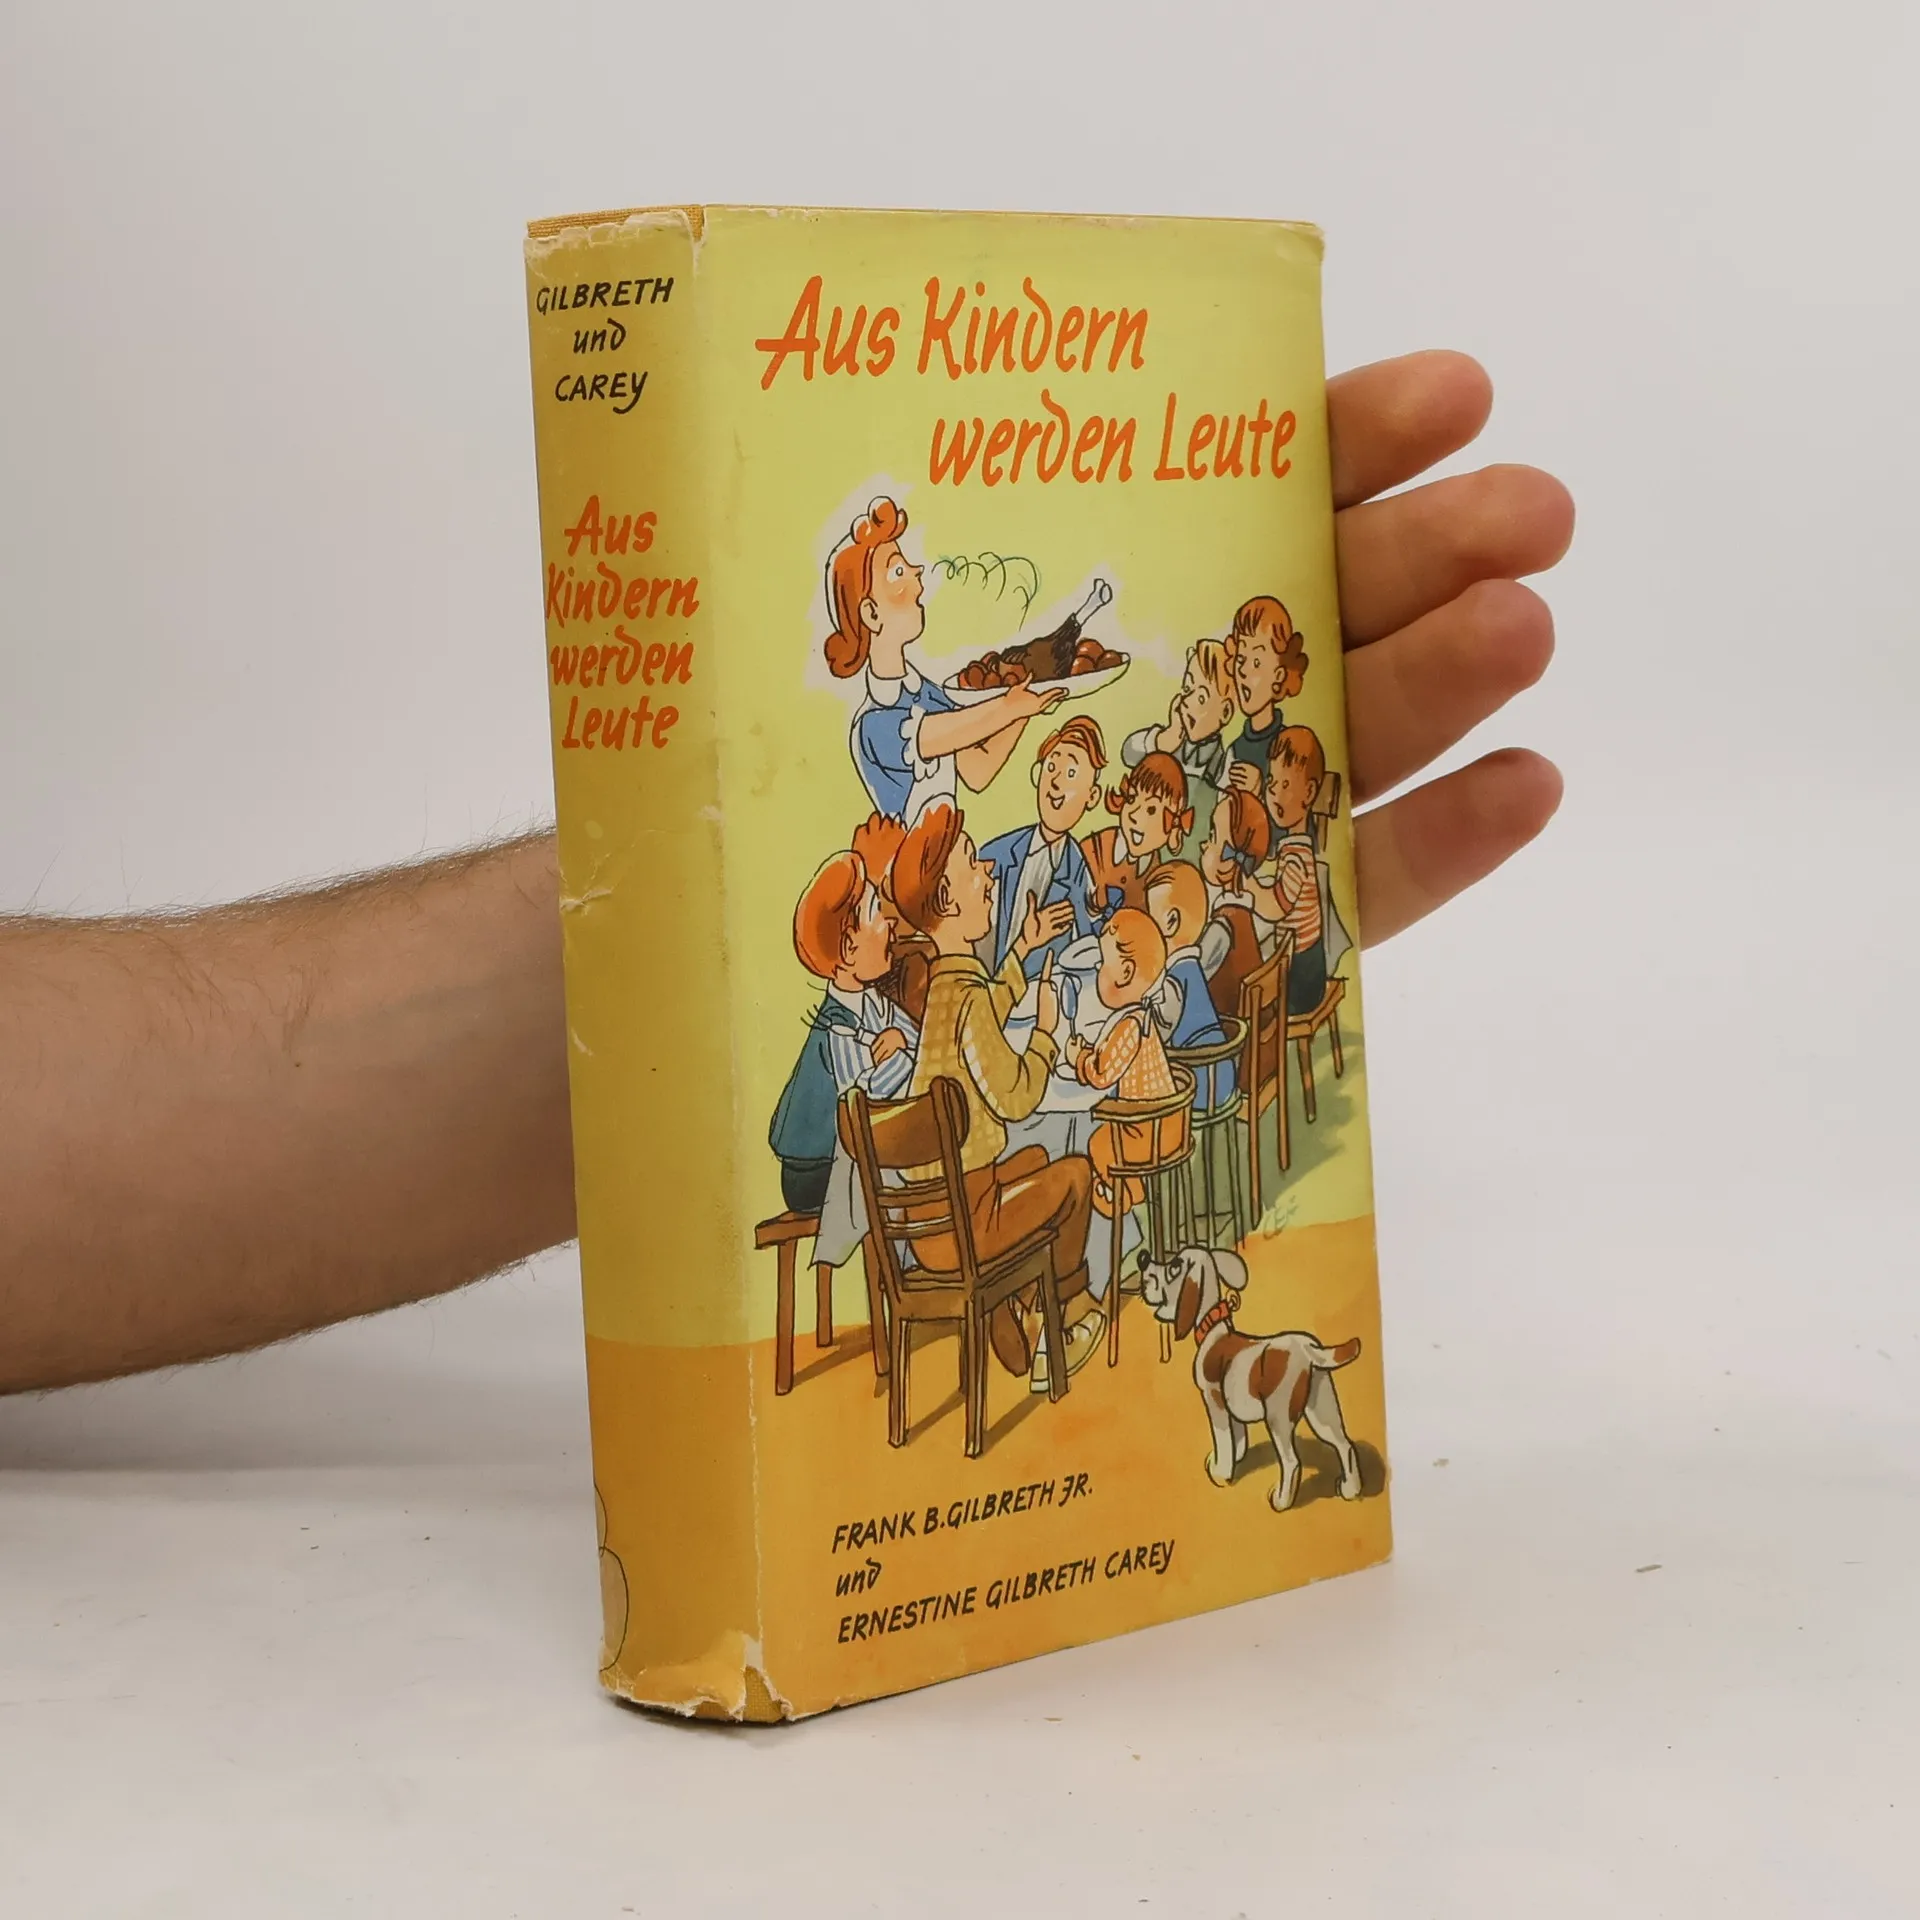 GILBRETH
und
CAREY
Aus
Kindern
werden
Leute
Aus Kindern
werden Leute
FRANK B. GILBRETH JR.
und
ERNESTINE GILBRETH CAREY